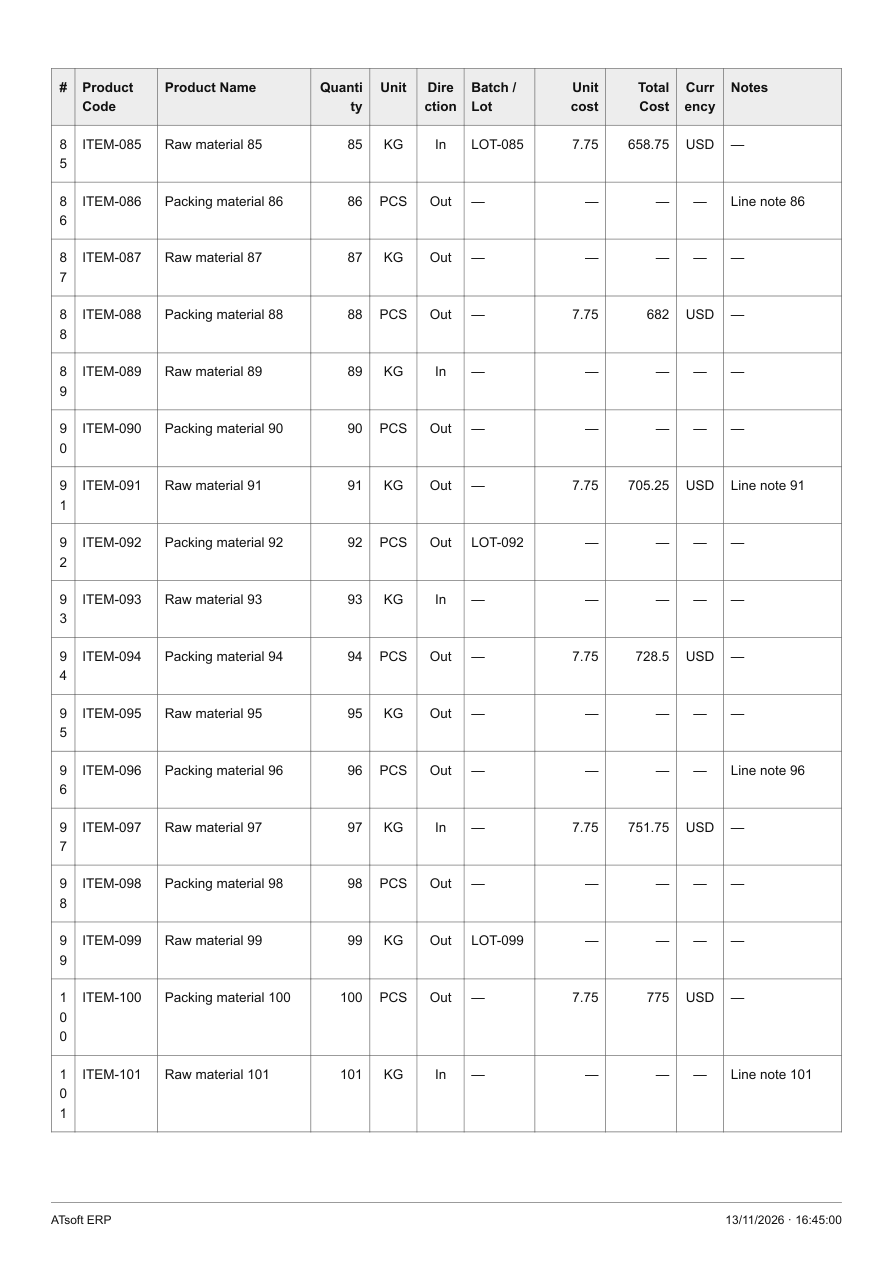 # Product Code Product Name Quantity Unit Direction Batch / Lot Unit cost Total Cost Currency Notes
85 ITEM-085 Raw material 85 85 KG In LOT-085 7.75 658.75 USD —
86 ITEM-086 Packing material 86 86 PCS Out — — — — Line note 86
87 ITEM-087 Raw material 87 87 KG Out — — — — —
88 ITEM-088 Packing material 88 88 PCS Out — 7.75 682 USD —
89 ITEM-089 Raw material 89 89 KG In — — — — —
90 ITEM-090 Packing material 90 90 PCS Out — — — — —
91 ITEM-091 Raw material 91 91 KG Out — 7.75 705.25 USD Line note 91
92 ITEM-092 Packing material 92 92 PCS Out LOT-092 — — — —
93 ITEM-093 Raw material 93 93 KG In — — — — —
94 ITEM-094 Packing material 94 94 PCS Out — 7.75 728.5 USD —
95 ITEM-095 Raw material 95 95 KG Out — — — — —
96 ITEM-096 Packing material 96 96 PCS Out — — — — Line note 96
97 ITEM-097 Raw material 97 97 KG In — 7.75 751.75 USD —
98 ITEM-098 Packing material 98 98 PCS Out — — — — —
99 ITEM-099 Raw material 99 99 KG Out LOT-099 — — — —
100 ITEM-100 Packing material 100 100 PCS Out — 7.75 775 USD —
101 ITEM-101 Raw material 101 101 KG In — — — — Line note 101
ATsoft ERP 13/11/2026 · 16:45:00